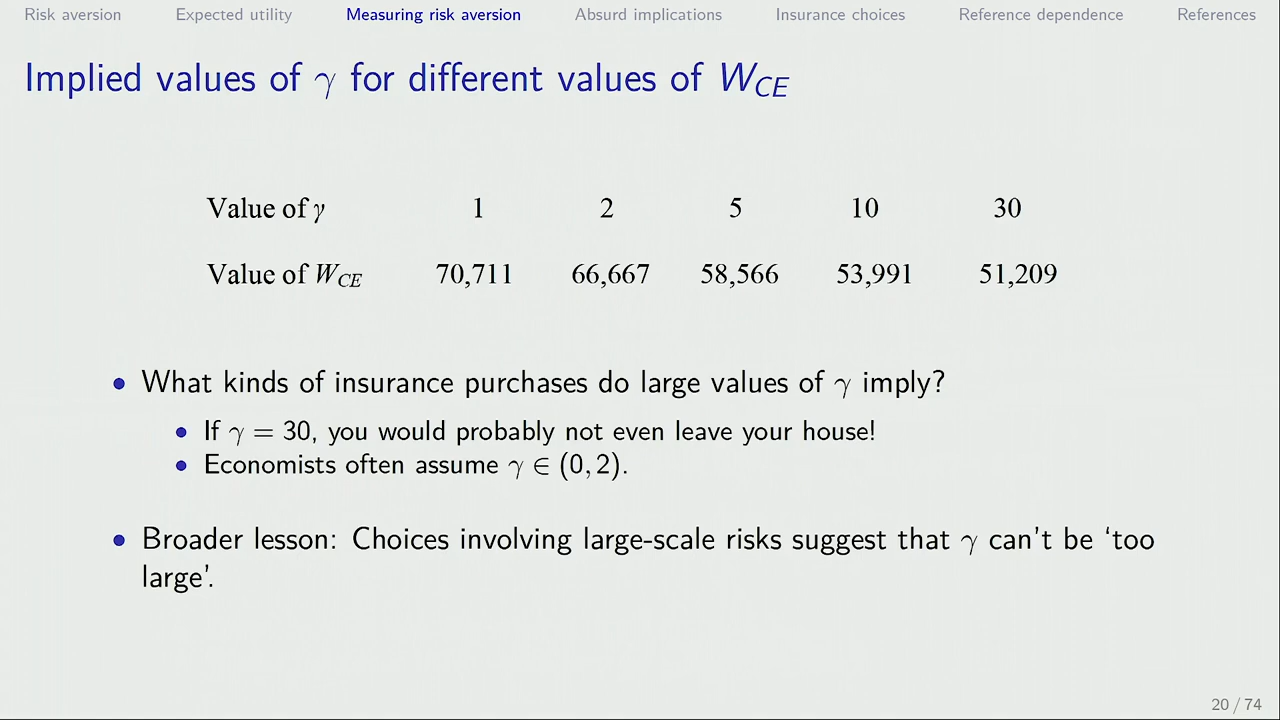 Risk aversion Expected utility Measuring risk aversion Absurd implications Insurance choices Reference dependence References
Implied values of γ for different values of W_CE
Value of γ 1 2 5 10 30
Value of W_CE 70,711 66,667 58,566 53,991 51,209
• What kinds of insurance purchases do large values of γ imply?
• If γ = 30, you would probably not even leave your house!
• Economists often assume γ ∈ (0, 2).
• Broader lesson: Choices involving large-scale risks suggest that γ can't be ‘too
large’.
20 / 74